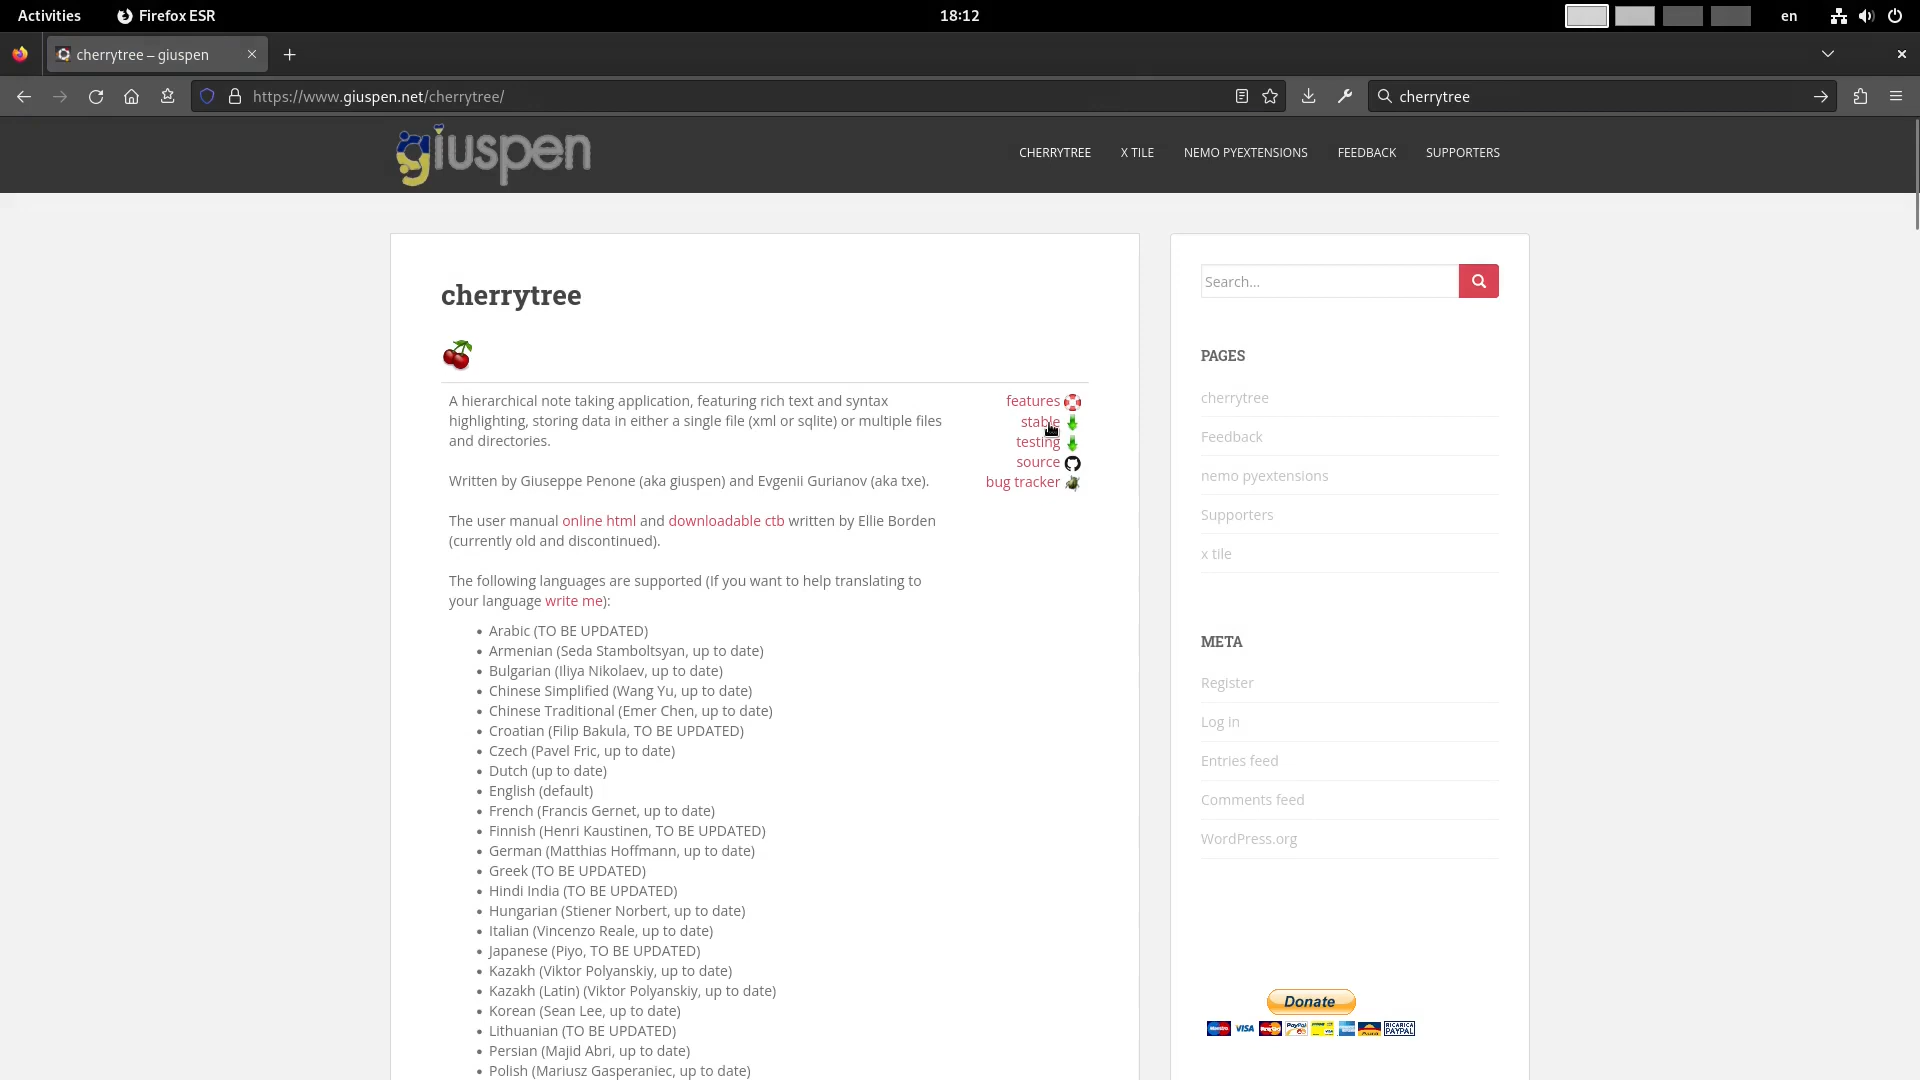 Activities
Firefox ESR
18:12
en
cherrytree – giuspen
https://www.giuspen.net/cherrytree/
cherrytree
giuspen
CHERRYTREE
X TILE
NEMO PYEXTENSIONS
FEEDBACK
SUPPORTERS
cherrytree
A hierarchical note taking application, featuring rich text and syntax
highlighting, storing data in either a single file (xml or sqlite) or multiple files
and directories.
Written by Giuseppe Penone (aka giuspen) and Evgenii Gurianov (aka txe).
The user manual online html and downloadable ctb written by Ellie Borden
(currently old and discontinued).
The following languages are supported (If you want to help translating to
your language write me):
• Arabic (TO BE UPDATED)
• Armenian (Seda Stamboltsyan, up to date)
• Bulgarian (Iliya Nikolaev, up to date)
• Chinese Simplified (Wang Yu, up to date)
• Chinese Traditional (Emer Chen, up to date)
• Croatian (Filip Bakula, TO BE UPDATED)
• Czech (Pavel Fric, up to date)
• Dutch (up to date)
• English (default)
• French (Francis Gernet, up to date)
• Finnish (Henri Kaustinen, TO BE UPDATED)
• German (Matthias Hoffmann, up to date)
• Greek (TO BE UPDATED)
• Hindi India (TO BE UPDATED)
• Hungarian (Stiener Norbert, up to date)
• Italian (Vincenzo Reale, up to date)
• Japanese (Piyo, TO BE UPDATED)
• Kazakh (Viktor Polyanskiy, up to date)
• Kazakh (Latin) (Viktor Polyanskiy, up to date)
• Korean (Sean Lee, up to date)
• Lithuanian (TO BE UPDATED)
• Persian (Majid Abri, up to date)
• Polish (Mariusz Gasperaniec, up to date)
features
stable
testing
source
bug tracker
Search...
PAGES
cherrytree
Feedback
nemo pyextensions
Supporters
x tile
META
Register
Log in
Entries feed
Comments feed
WordPress.org
Donate
Maestro
VISA
PayPal
RICARICA
PAYPAL